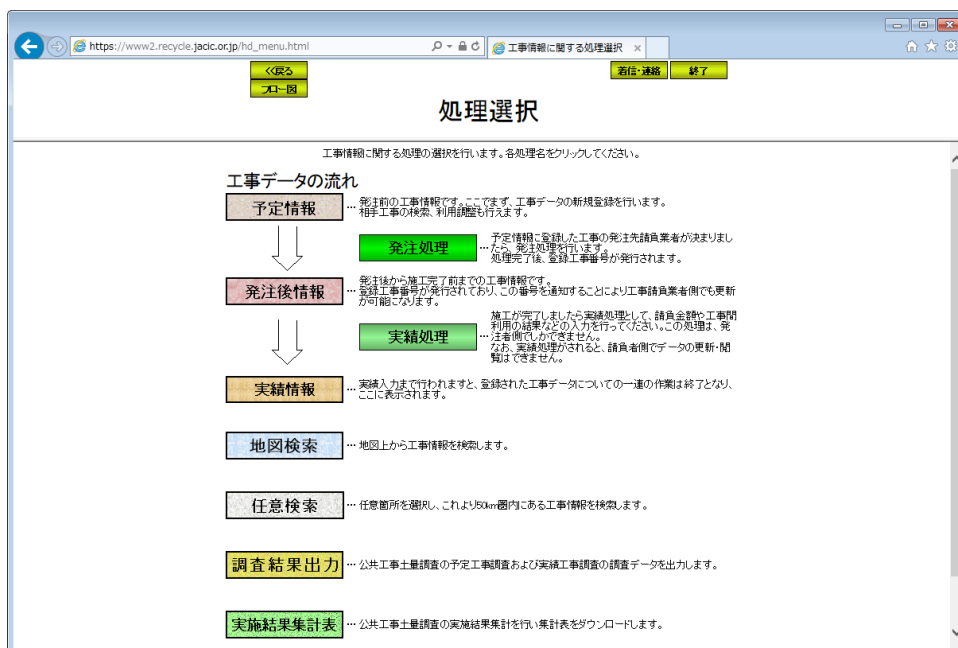 https://www2.recycle.jacic.or.jp/hd_menu.html
工事情報に関する処理選択
<<戻る
着信・連絡
終了
フロー図
処理選択
工事情報に関する処理の選択を行います。各処理名をクリックしてください。
工事データの流れ
予定情報
… 発注前の工事情報です。ここでまず、工事データの新規登録を行います。
相手工事の検索、利用調整も行えます。
発注処理
予定情報に登録した工事の発注先請負業者が決まりまし
…たら、発注処理を行います。
処理完了後、登録工事番号が発行されます。
発注後情報
発注後から施工完了前までの工事情報です。
… 登録工事番号が発行されており、この番号を通知することにより工事請負業者側でも更新
が可能になります。
実績処理
施工が完了しましたら実績処理として、請負金額や工事間
利用の結果などの入力を行ってください。この処理は、発
…注者側でしかできません。
なお、実績処理がされると、請負者側でデータの更新・閲
覧はできません。
実績情報
… 実績入力まで行われますと、登録された工事データについての一連の作業は終了となり、
ここに表示されます。
地図検索
… 地図上から工事情報を検索します。
任意検索
… 任意箇所を選択し、これより50km圏内にある工事情報を検索します。
調査結果出力
… 公共工事土量調査の予定工事調査および実績工事調査の調査データを出力します。
実施結果集計表
… 公共工事土量調査の実施結果集計を行い集計表をダウンロードします。